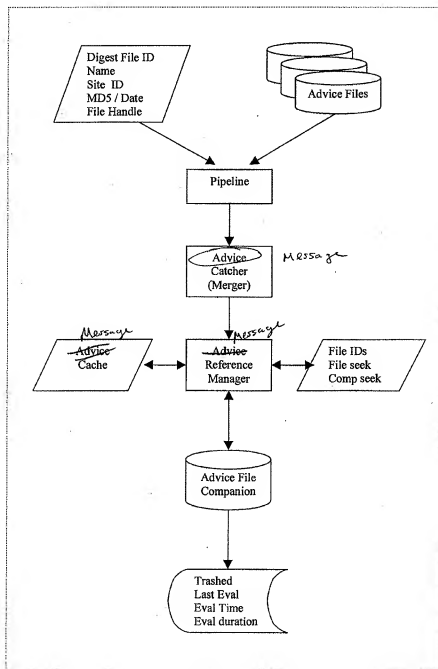 Digest File ID
Name
Site ID
MD5 / Date
File Handle
Advice Files
Pipeline
Advice
Catcher
(Merger)
Message
Message
Advice
Cache
Message
Advice
Reference
Manager
File IDs
File seek
Comp seek
Advice File
Companion
Trashed
Last Eval
Eval Time
Eval duration